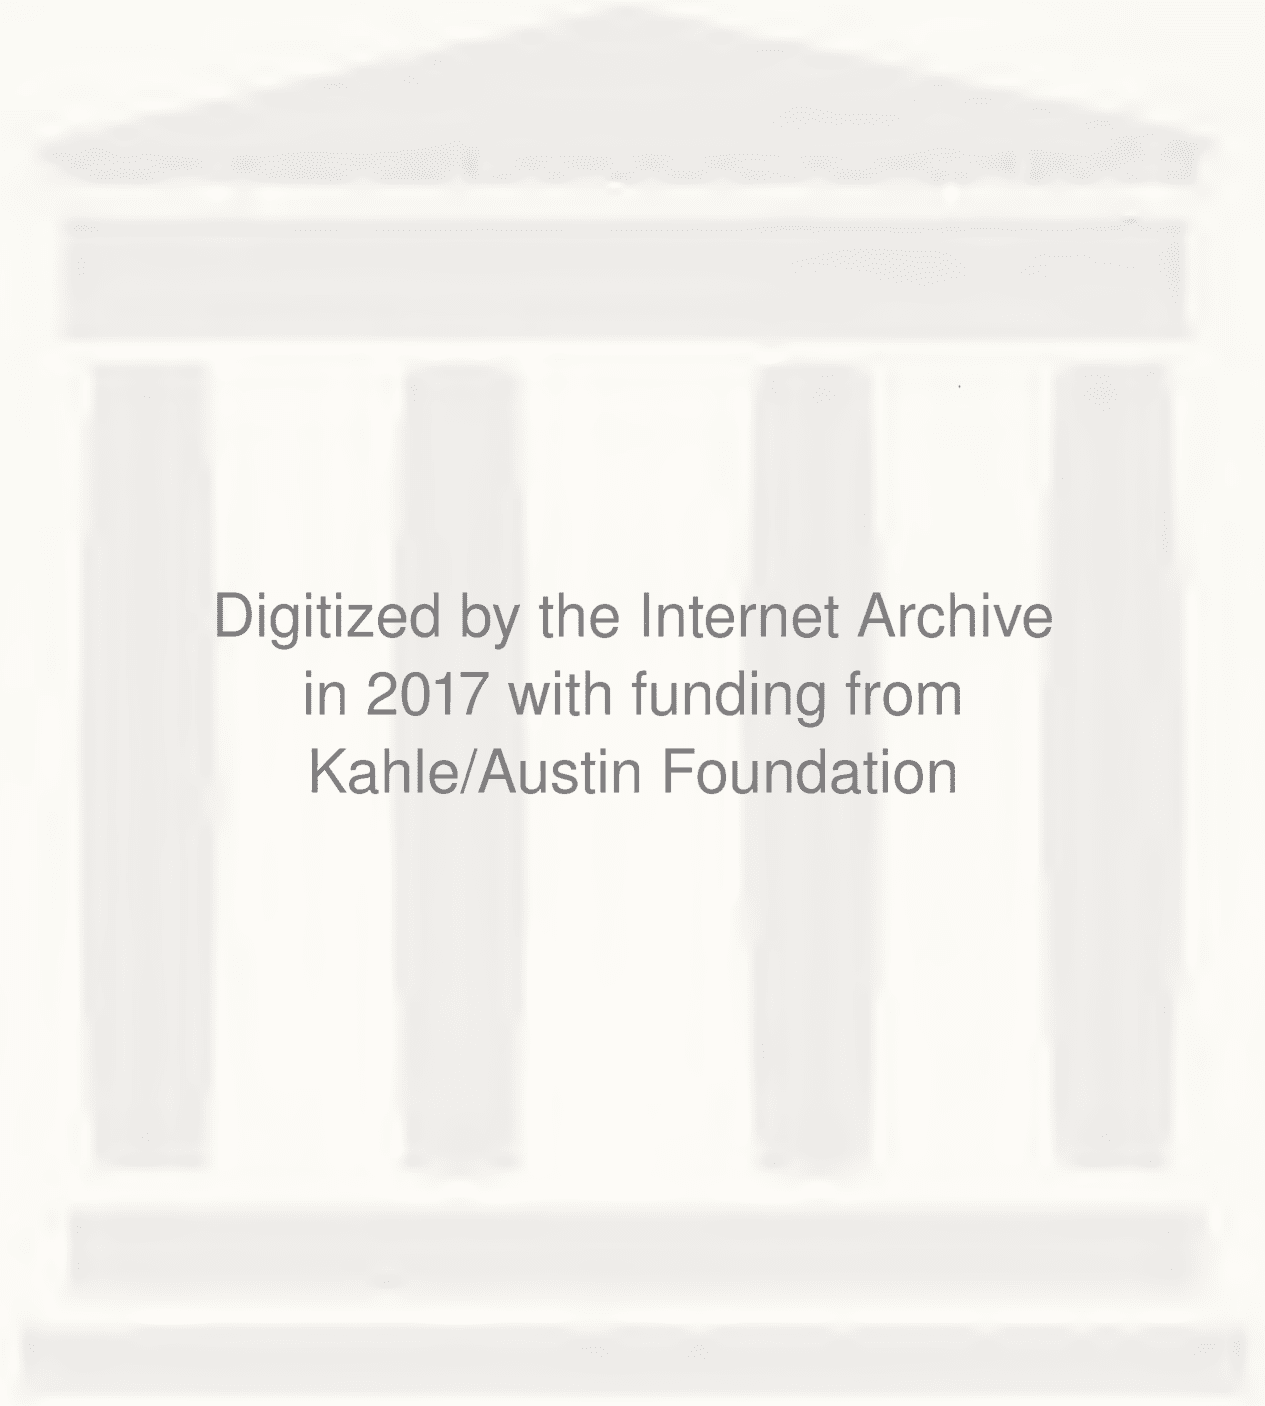 Digitized by the Internet Archive
in 2017 with funding from
Kahle/Austin Foundation